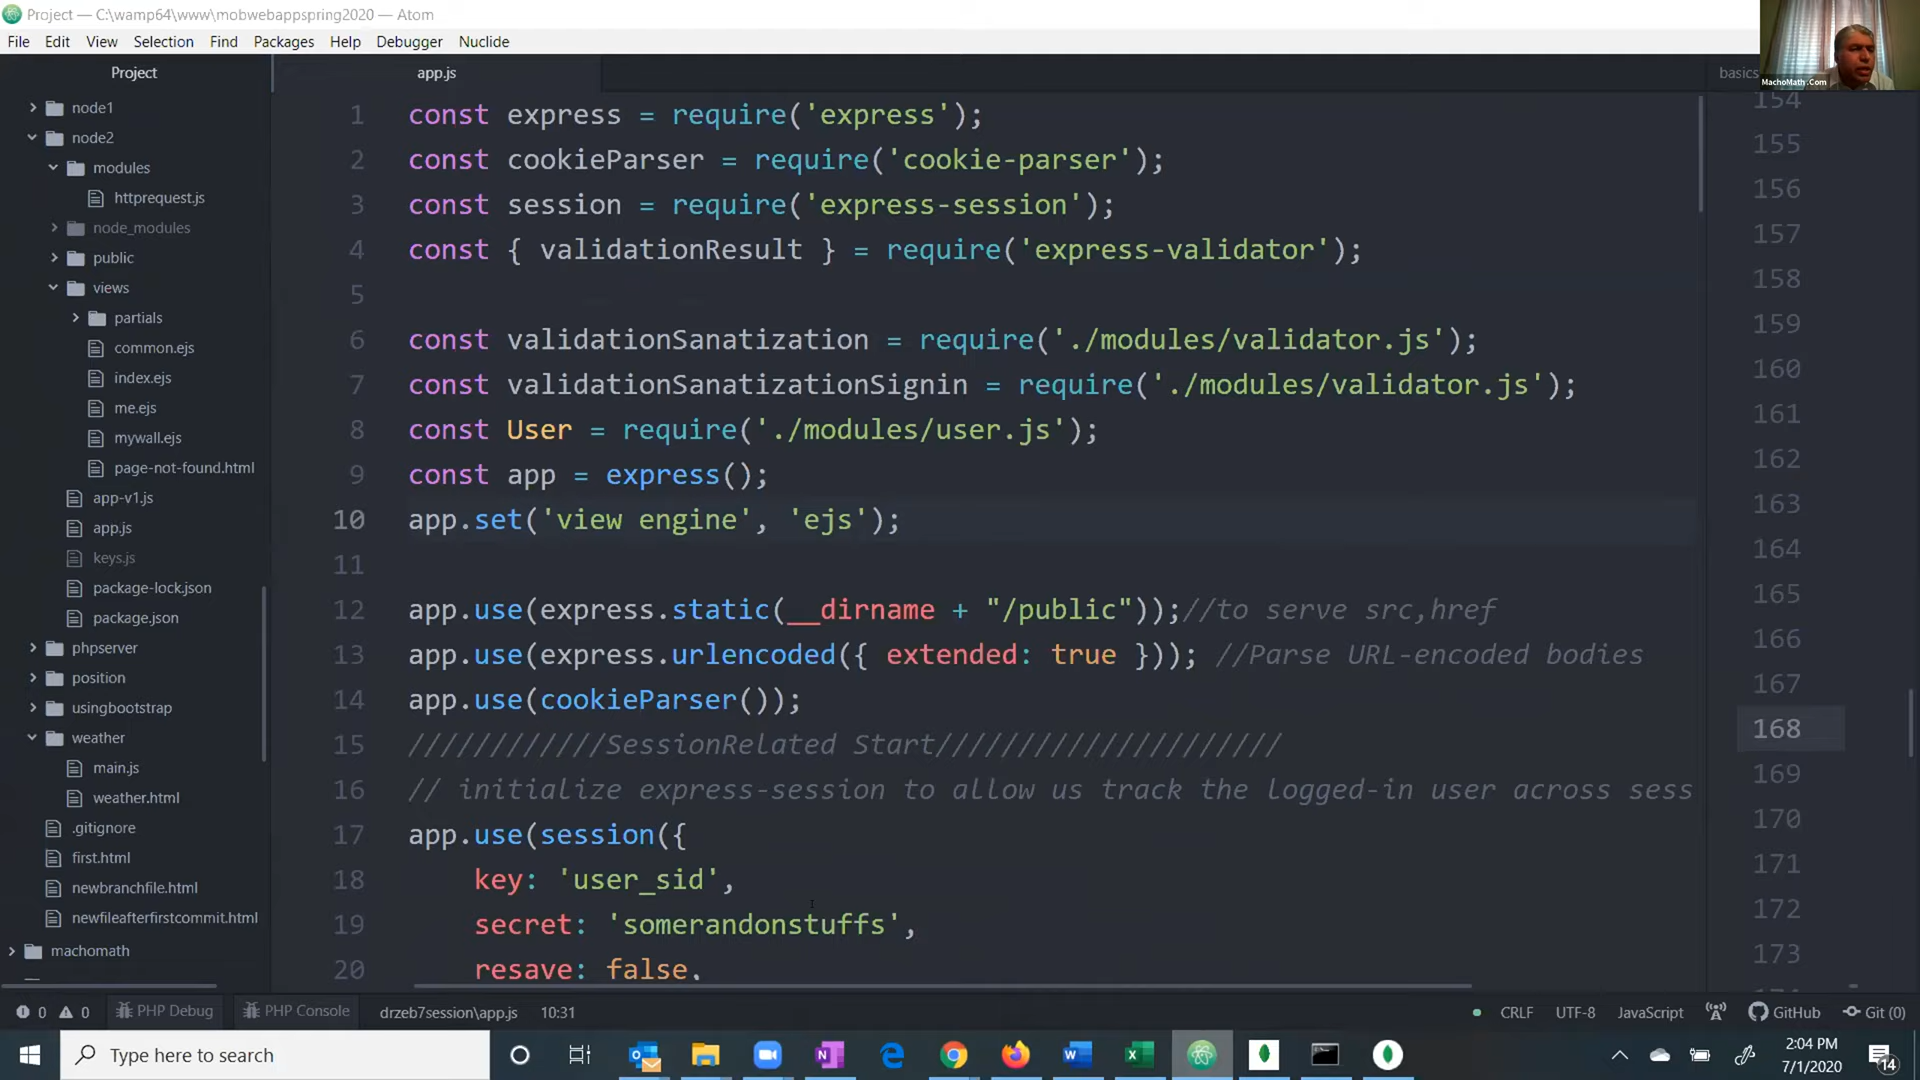 Project — C:\wamp64\www\mobwebappspring2020 — Atom
File Edit View Selection Find Packages Help Debugger Nuclide
MachoMath.Com
Project
node1
node2
modules
httprequest.js
node_modules
public
views
partials
common.ejs
index.ejs
me.ejs
mywall.ejs
page-not-found.html
app-v1.js
app.js
keys.js
package-lock.json
package.json
phpserver
position
usingbootstrap
weather
main.js
weather.html
.gitignore
first.html
newbranchfile.html
newfileafterfirstcommit.html
machomath
app.js
1 const express = require('express');
2 const cookieParser = require('cookie-parser');
3 const session = require('express-session');
4 const { validationResult } = require('express-validator');
5
6 const validationSanatization = require('./modules/validator.js');
7 const validationSanatizationSignin = require('./modules/validator.js');
8 const User = require('./modules/user.js');
9 const app = express();
10 app.set('view engine', 'ejs');
11
12 app.use(express.static(__dirname + "/public"));//to serve src,href
13 app.use(express.urlencoded({ extended: true })); //Parse URL-encoded bodies
14 app.use(cookieParser());
15 ////////////SessionRelated Start/////////////////////
16 // initialize express-session to allow us track the logged-in user across sess
17 app.use(session({
18 key: 'user_sid',
19 secret: 'somerandonstuffs',
20 resave: false,
basics
154
155
156
157
158
159
160
161
162
163
164
165
166
167
168
169
170
171
172
173
0 0 PHP Debug PHP Console drzeb7session\app.js 10:31 CRLF UTF-8 JavaScript GitHub Git (0)
Type here to search
2:04 PM
7/1/2020
14